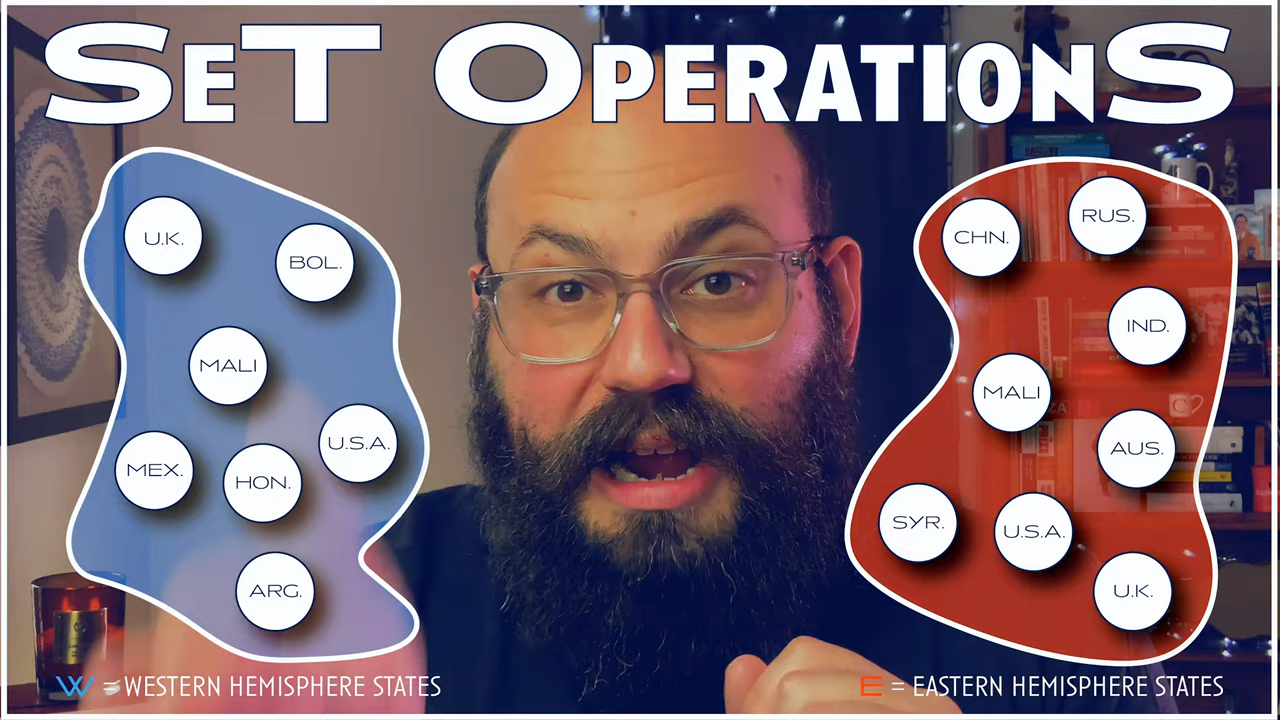 SET OPERATIONS
U.K.
BOL.
MALI
U.S.A.
MEX.
HON.
ARG.
CHN.
RUS.
IND.
MALI
AUS.
SYR.
U.S.A.
U.K.
W = WESTERN HEMISPHERE STATES
E = EASTERN HEMISPHERE STATES